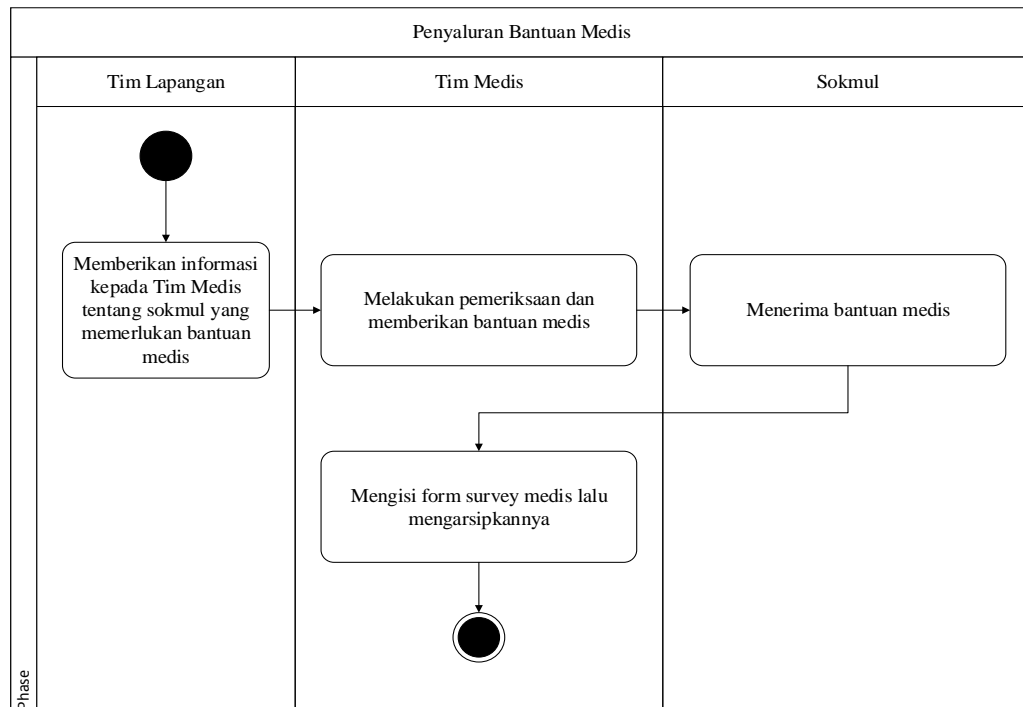 Penyaluran Bantuan Medis
Tim Lapangan
Tim Medis
Sokmul
Memberikan informasi
kepada Tim Medis
tentang sokmul yang
memerlukan bantuan
medis
Melakukan pemeriksaan dan
memberikan bantuan medis
Menerima bantuan medis
Mengisi form survey medis lalu
mengarsipkannya
Phase